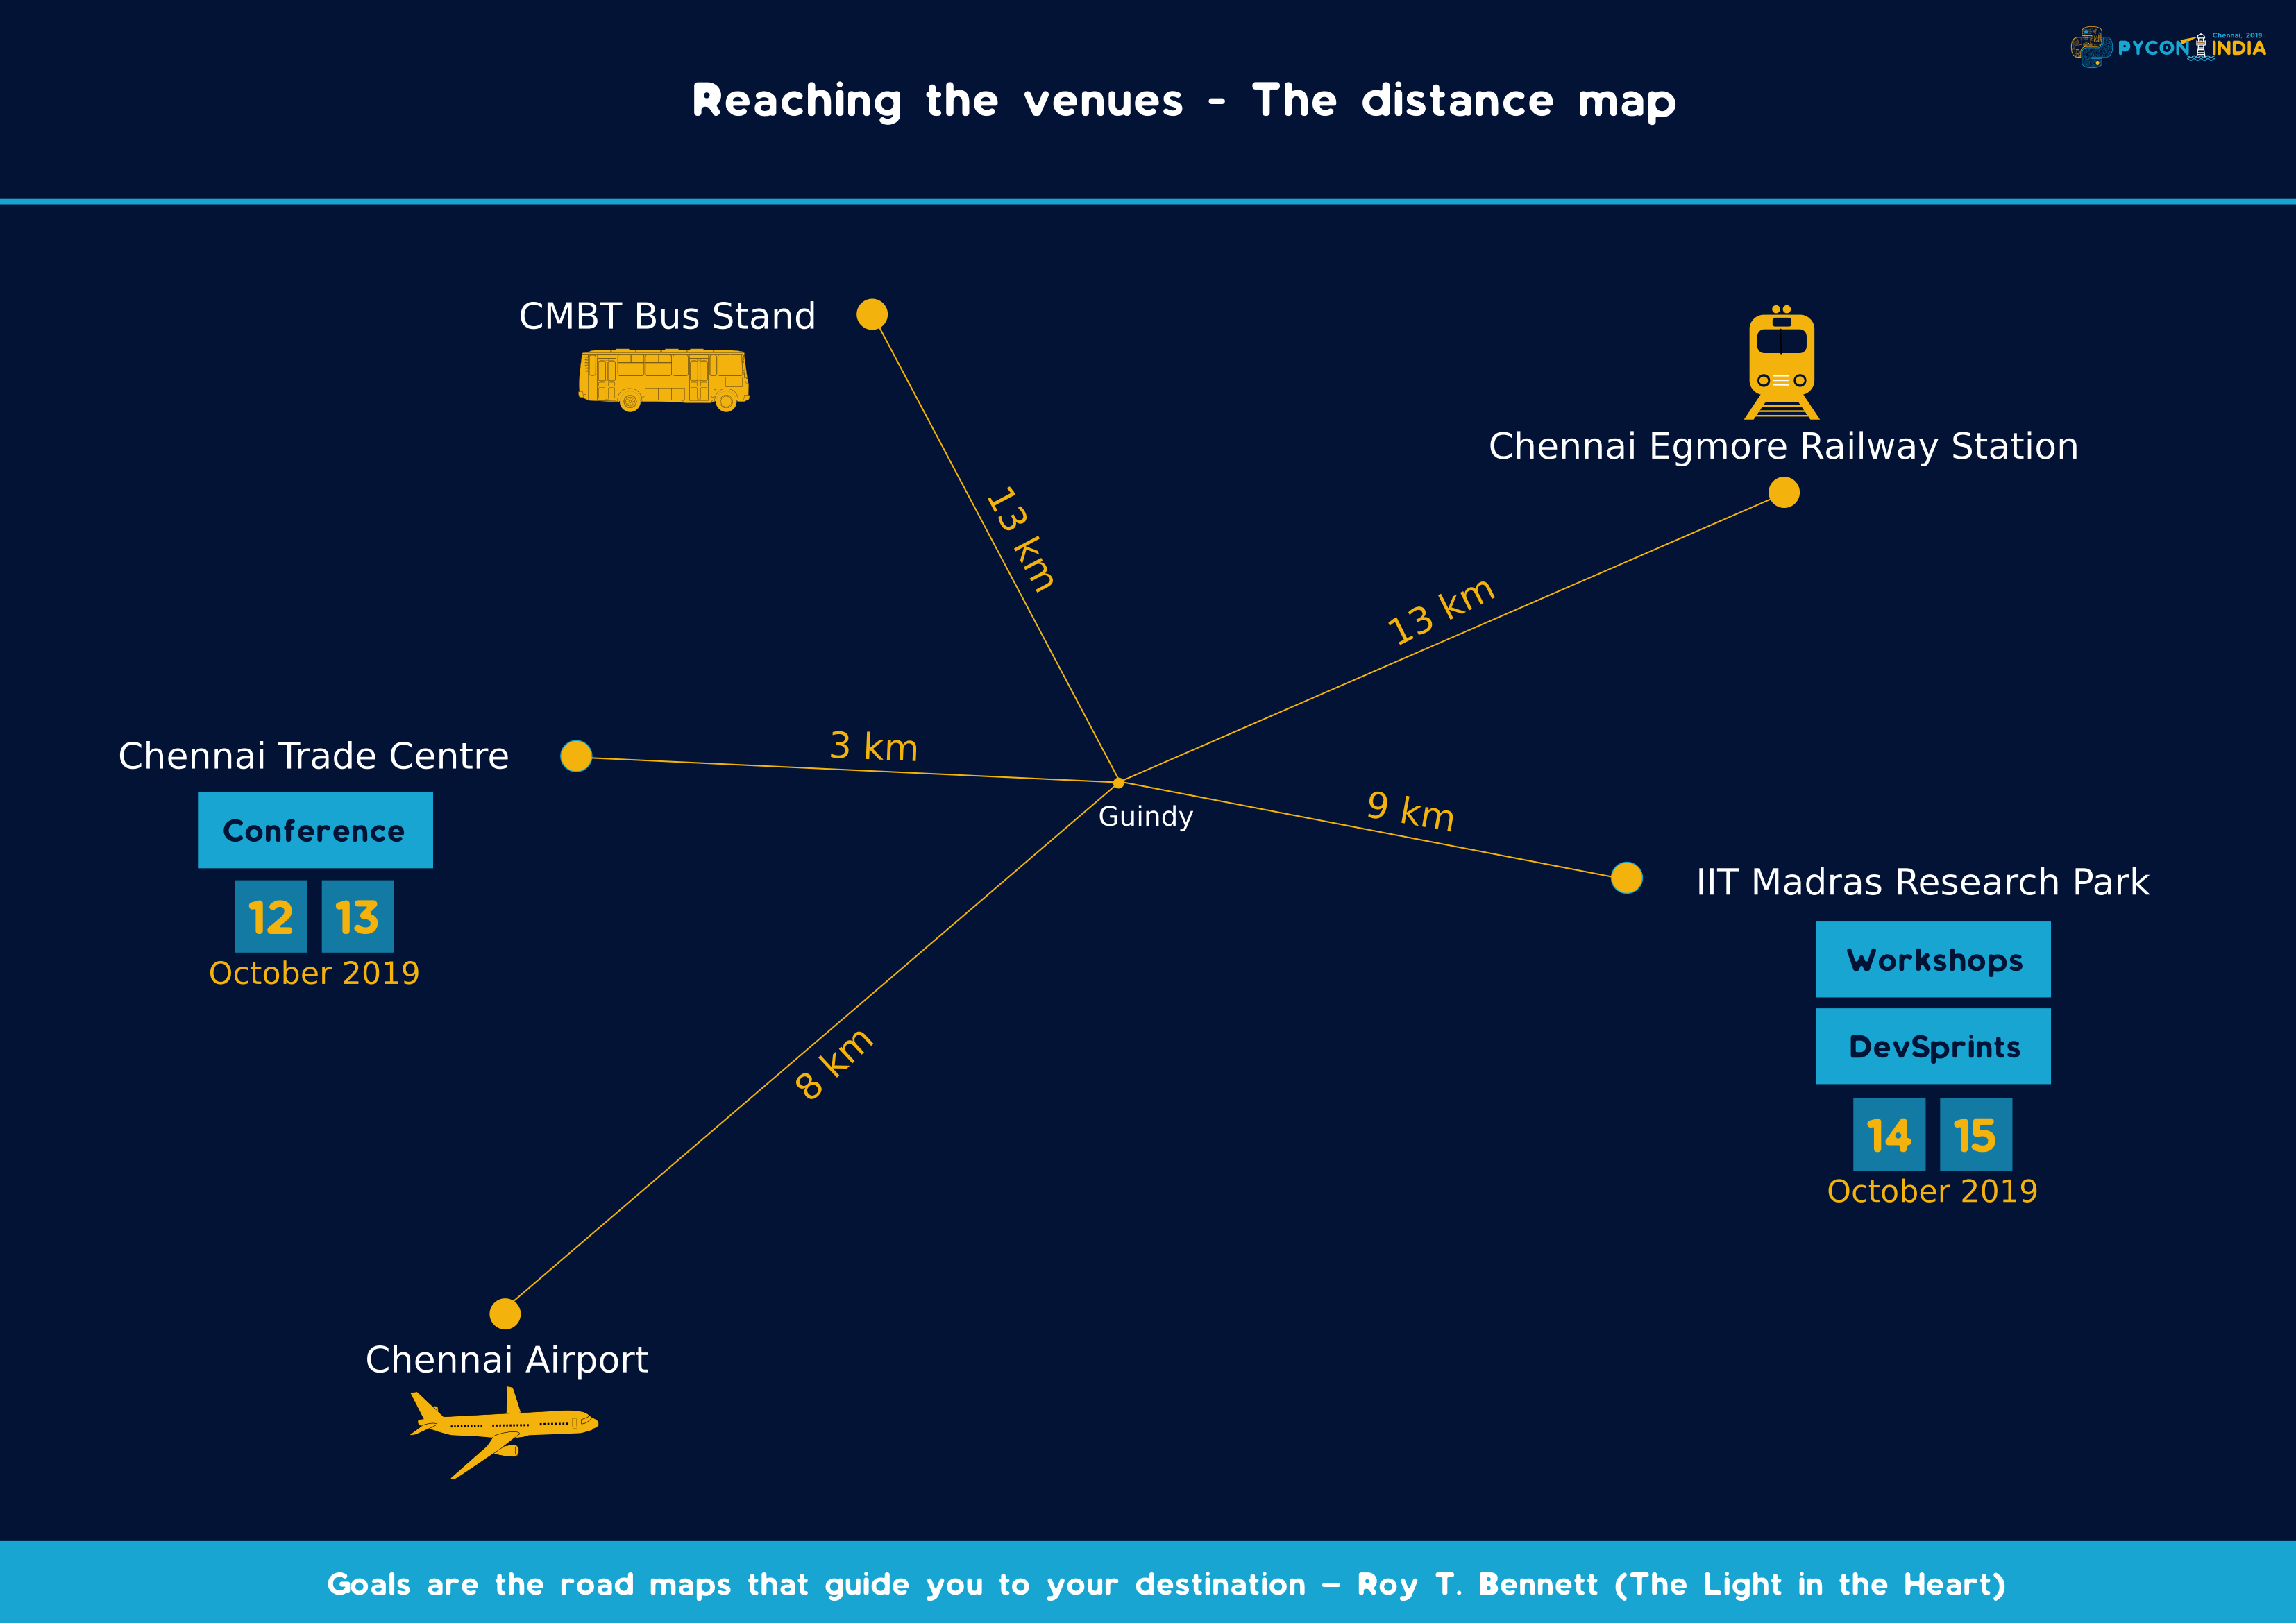 Chennai, 2019
PYCON INDIA
Reaching the venues - The distance map
CMBT Bus Stand
Chennai Egmore Railway Station
13 km
13 km
Chennai Trade Centre
3 km
Guindy
9 km
Conference
12 13
October 2019
IIT Madras Research Park
Workshops
DevSprints
14 15
October 2019
8 km
Chennai Airport
Goals are the road maps that guide you to your destination – Roy T. Bennett (The Light in the Heart)